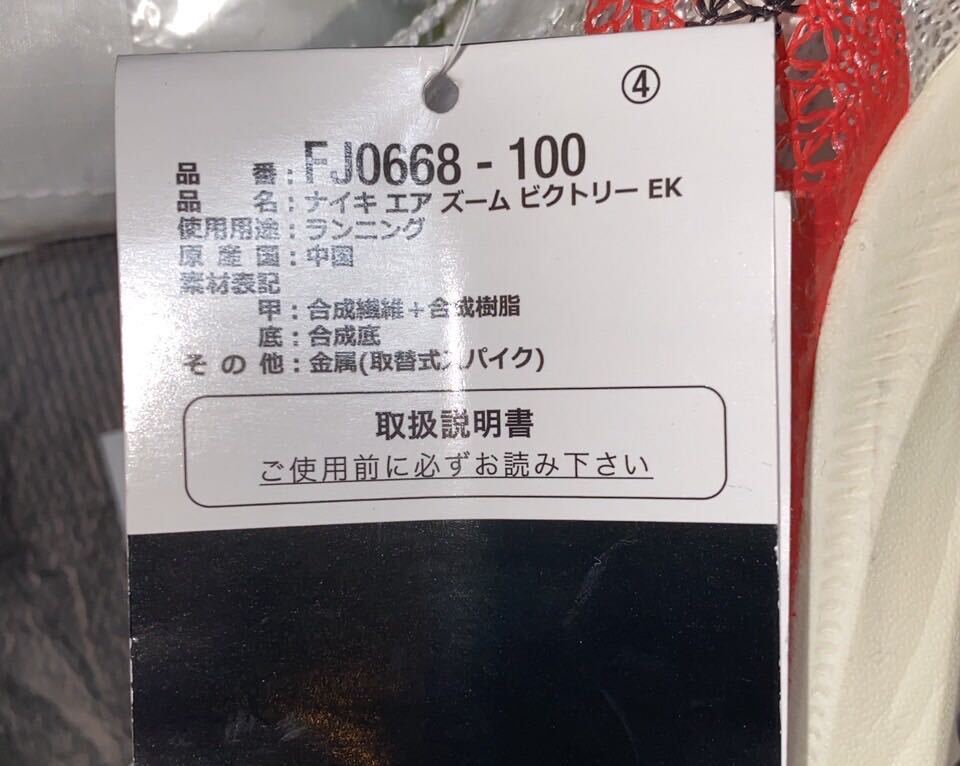 ④
品番：FJ0668-100
品名：ナイキ エア ズーム ビクトリー EK
使用用途：ランニング
原産国：中国
素材表記
甲：合成繊維＋合成樹脂
底：合成底
その他：金属(取替式スパイク)
取扱説明書
ご使用前に必ずお読み下さい